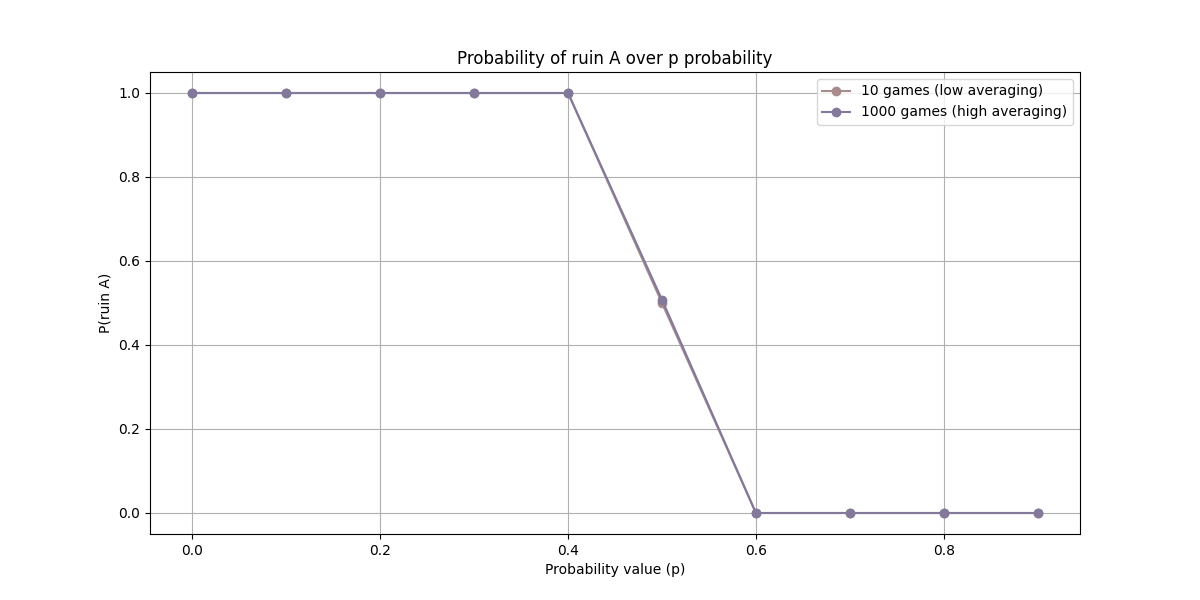 Probability of ruin A over p probability
10 games (low averaging)
1000 games (high averaging)
P(ruin A)
1.0
0.8
0.6
0.4
0.2
0.0
0.0 0.2 0.4 0.6 0.8
Probability value (p)